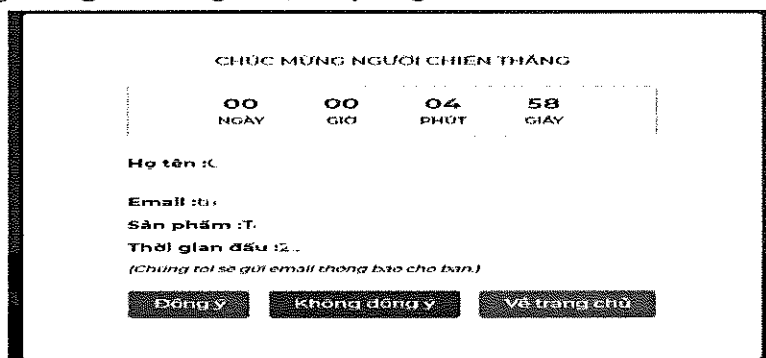 CHÚC MỪNG NGƯỜI CHIẾN THẮNG
00 00 04 58
NGÀY GIỜ PHÚT GIÂY
Họ tên :
Email :
Sản phẩm :T
Thời gian đấu :2
(Chúng tôi sẽ gửi email thông báo cho bạn.)
Đồng ý Không đồng ý Về trang chủ